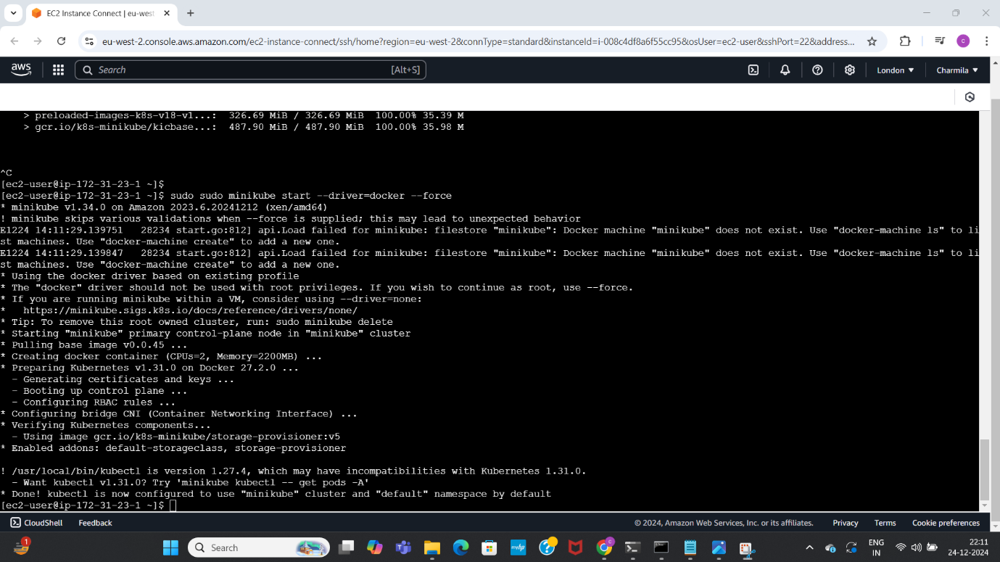 EC2 Instance Connect | eu-west
eu-west-2.console.aws.amazon.com/ec2-instance-connect/ssh/home?region=eu-west-2&connType=standard&instanceId=i-008c4df8a6f55cc95&osUser=ec2-user&sshPort=22&address...
c
aws
Search
[Alt+S]
London
Charmila
> preloaded-images-k8s-v18-v1...:  326.69 MiB / 326.69 MiB  100.00% 35.39 M
> gcr.io/k8s-minikube/kicbase...:  487.90 MiB / 487.90 MiB  100.00% 35.98 M
^C
[ec2-user@ip-172-31-23-1 ~]$
[ec2-user@ip-172-31-23-1 ~]$ sudo sudo minikube start --driver=docker --force
* minikube v1.34.0 on Amazon 2023.6.20241212 (xen/amd64)
! minikube skips various validations when --force is supplied; this may lead to unexpected behavior
E1224 14:11:29.139751   28234 start.go:812] api.Load failed for minikube: filestore "minikube": Docker machine "minikube" does not exist. Use "docker-machine ls" to li
st machines. Use "docker-machine create" to add a new one.
E1224 14:11:29.139847   28234 start.go:812] api.Load failed for minikube: filestore "minikube": Docker machine "minikube" does not exist. Use "docker-machine ls" to li
st machines. Use "docker-machine create" to add a new one.
* Using the docker driver based on existing profile
* The "docker" driver should not be used with root privileges. If you wish to continue as root, use --force.
* If you are running minikube within a VM, consider using --driver=none:
*   https://minikube.sigs.k8s.io/docs/reference/drivers/none/
* Tip: To remove this root owned cluster, run: sudo minikube delete
* Starting "minikube" primary control-plane node in "minikube" cluster
* Pulling base image v0.0.45 ...
* Creating docker container (CPUs=2, Memory=2200MB) ...
* Preparing Kubernetes v1.31.0 on Docker 27.2.0 ...
- Generating certificates and keys ...
- Booting up control plane ...
- Configuring RBAC rules ...
* Configuring bridge CNI (Container Networking Interface) ...
* Verifying Kubernetes components...
- Using image gcr.io/k8s-minikube/storage-provisioner:v5
* Enabled addons: default-storageclass, storage-provisioner
! /usr/local/bin/kubectl is version 1.27.4, which may have incompatibilities with Kubernetes 1.31.0.
- Want kubectl v1.31.0? Try 'minikube kubectl -- get pods -A'
* Done! kubectl is now configured to use "minikube" cluster and "default" namespace by default
[ec2-user@ip-172-31-23-1 ~]$
CloudShell
Feedback
© 2024, Amazon Web Services, Inc. or its affiliates.
Privacy
Terms
Cookie preferences
1
Search
myhp
ENG
IN
22:11
24-12-2024